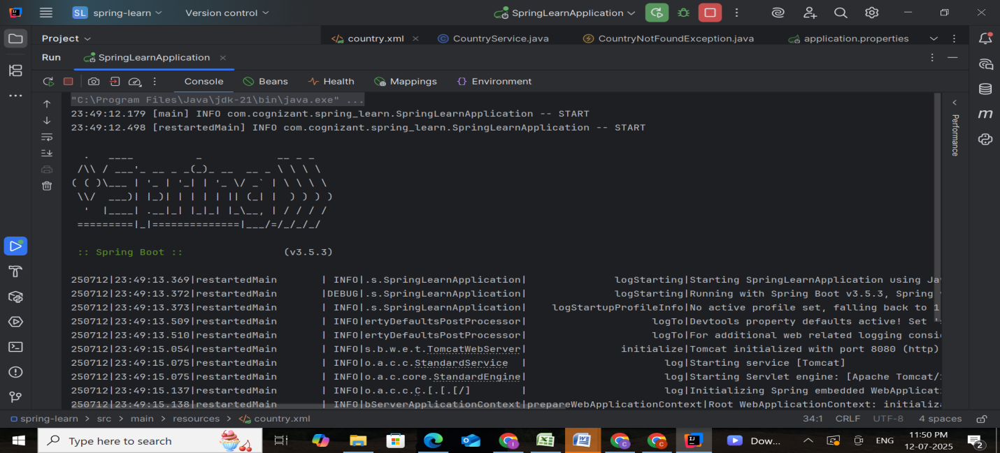 SL spring-learn Version control SpringLearnApplication
Project country.xml CountryService.java CountryNotFoundException.java application.properties
Run SpringLearnApplication
Console Beans Health Mappings Environment
"C:\Program Files\Java\jdk-21\bin\java.exe" ...
23:49:12.179 [main] INFO com.cognizant.spring_learn.SpringLearnApplication -- START
23:49:12.498 [restartedMain] INFO com.cognizant.spring_learn.SpringLearnApplication -- START
  .   ____          _            __ _ _
 /\\ / ___'_ __ _ _(_)_ __  __ _ \ \ \ \
( ( )\___ | '_ | '_| | '_ \/ _` | \ \ \ \
 \\/  ___)| |_)| | | | | || (_| |  ) ) ) )
  '  |____| .__|_| |_|_| |_\__, | / / / /
 =========|_|==============|___/=/_/_/_/
 :: Spring Boot ::                (v3.5.3)
250712|23:49:13.369|restartedMain | INFO|.s.SpringLearnApplication| logStarting|Starting SpringLearnApplication using Ja
250712|23:49:13.372|restartedMain |DEBUG|.s.SpringLearnApplication| logStarting|Running with Spring Boot v3.5.3, Spring
250712|23:49:13.373|restartedMain | INFO|.s.SpringLearnApplication| logStartupProfileInfo|No active profile set, falling back to 1
250712|23:49:13.509|restartedMain | INFO|ertyDefaultsPostProcessor| logTo|Devtools property defaults active! Set '
250712|23:49:13.510|restartedMain | INFO|ertyDefaultsPostProcessor| logTo|For additional web related logging consi
250712|23:49:15.054|restartedMain | INFO|s.b.w.e.t.TomcatWebServer| initialize|Tomcat initialized with port 8080 (http)
250712|23:49:15.075|restartedMain | INFO|o.a.c.c.StandardService | log|Starting service [Tomcat]
250712|23:49:15.075|restartedMain | INFO|o.a.c.core.StandardEngine| log|Starting Servlet engine: [Apache Tomcat/
250712|23:49:15.137|restartedMain | INFO|o.a.c.c.C.[.[.[/] | log|Initializing Spring embedded WebApplicati
250712|23:49:15.138|restartedMain | INFO|bServerApplicationContext|prepareWebApplicationContext|Root WebApplicationContext: initializ
Performance
spring-learn > src > main > resources > country.xml 34:1 CRLF UTF-8 4 spaces
Type here to search Dow... ENG 11:50 PM
12-07-2025 2